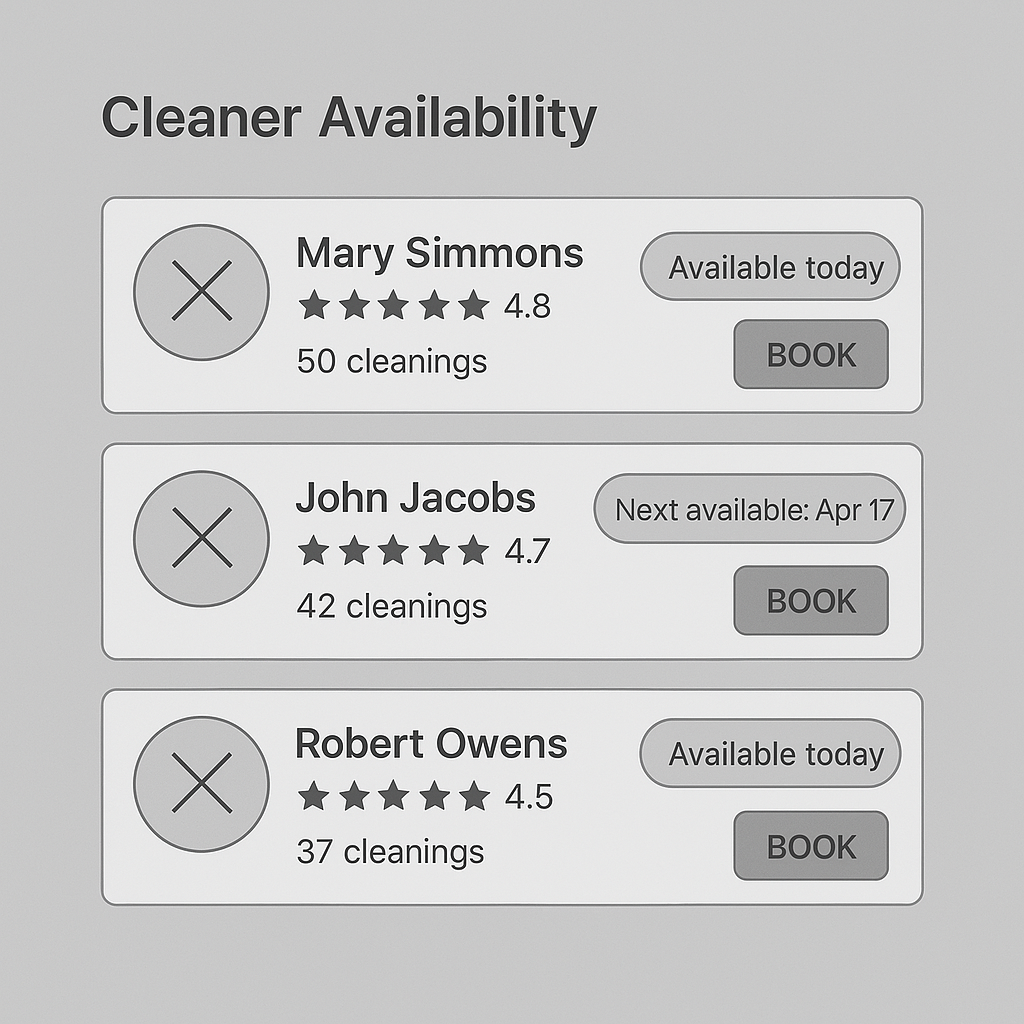 Cleaner Availability
Mary Simmons
★★★★★ 4.8
50 cleanings
Available today
BOOK
John Jacobs
★★★★★ 4.7
42 cleanings
Next available: Apr 17
BOOK
Robert Owens
★★★★★ 4.5
37 cleanings
Available today
BOOK